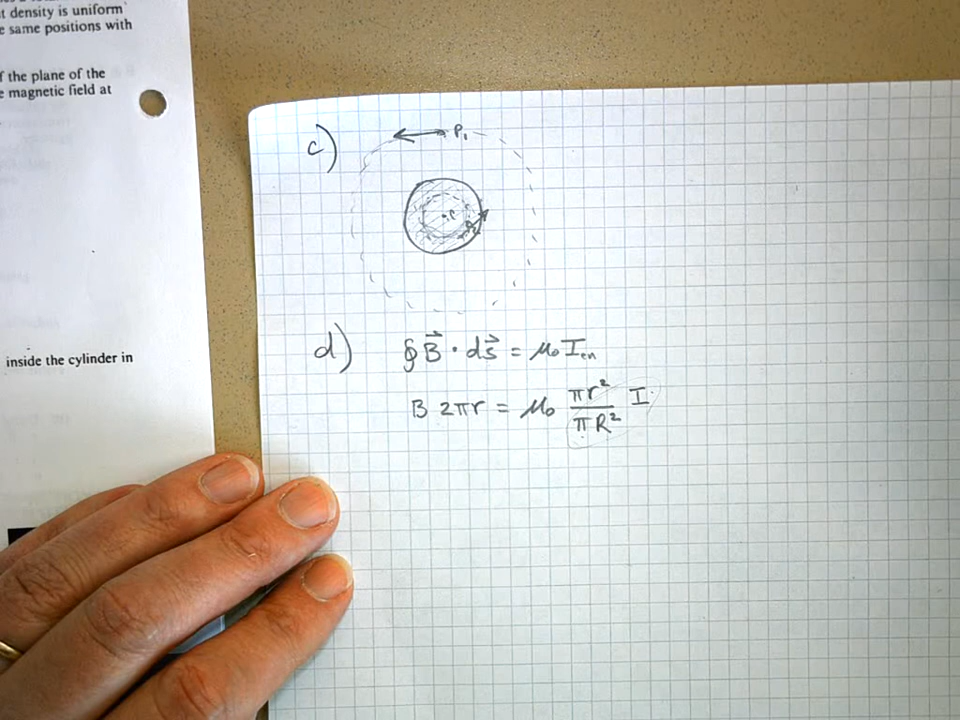 t density is uniform
e same positions with
f the plane of the
e magnetic field at
inside the cylinder in
c)
P₁
d) ∮B⃗ · ds⃗ = μ₀ I_en
B 2πr = μ₀ πr²/πR² I